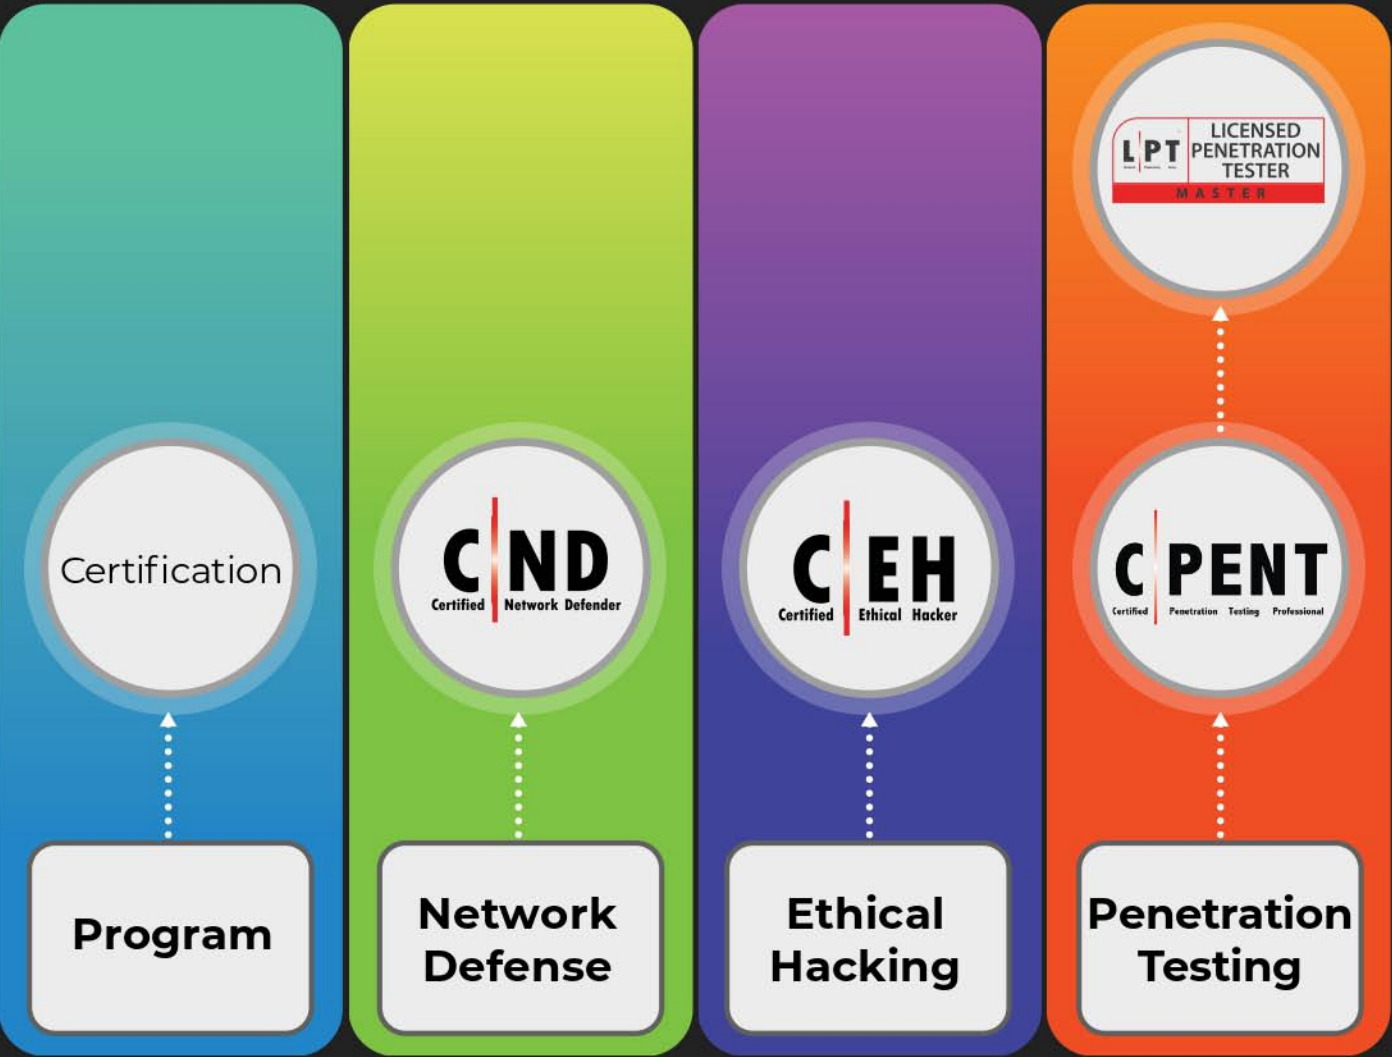 LPT
LICENSED
PENETRATION
TESTER
MASTER
Certification
C ND
Certified Network Defender
C EH
Certified Ethical Hacker
C PENT
Certified Penetration Testing Professional
Program
Network
Defense
Ethical
Hacking
Penetration
Testing